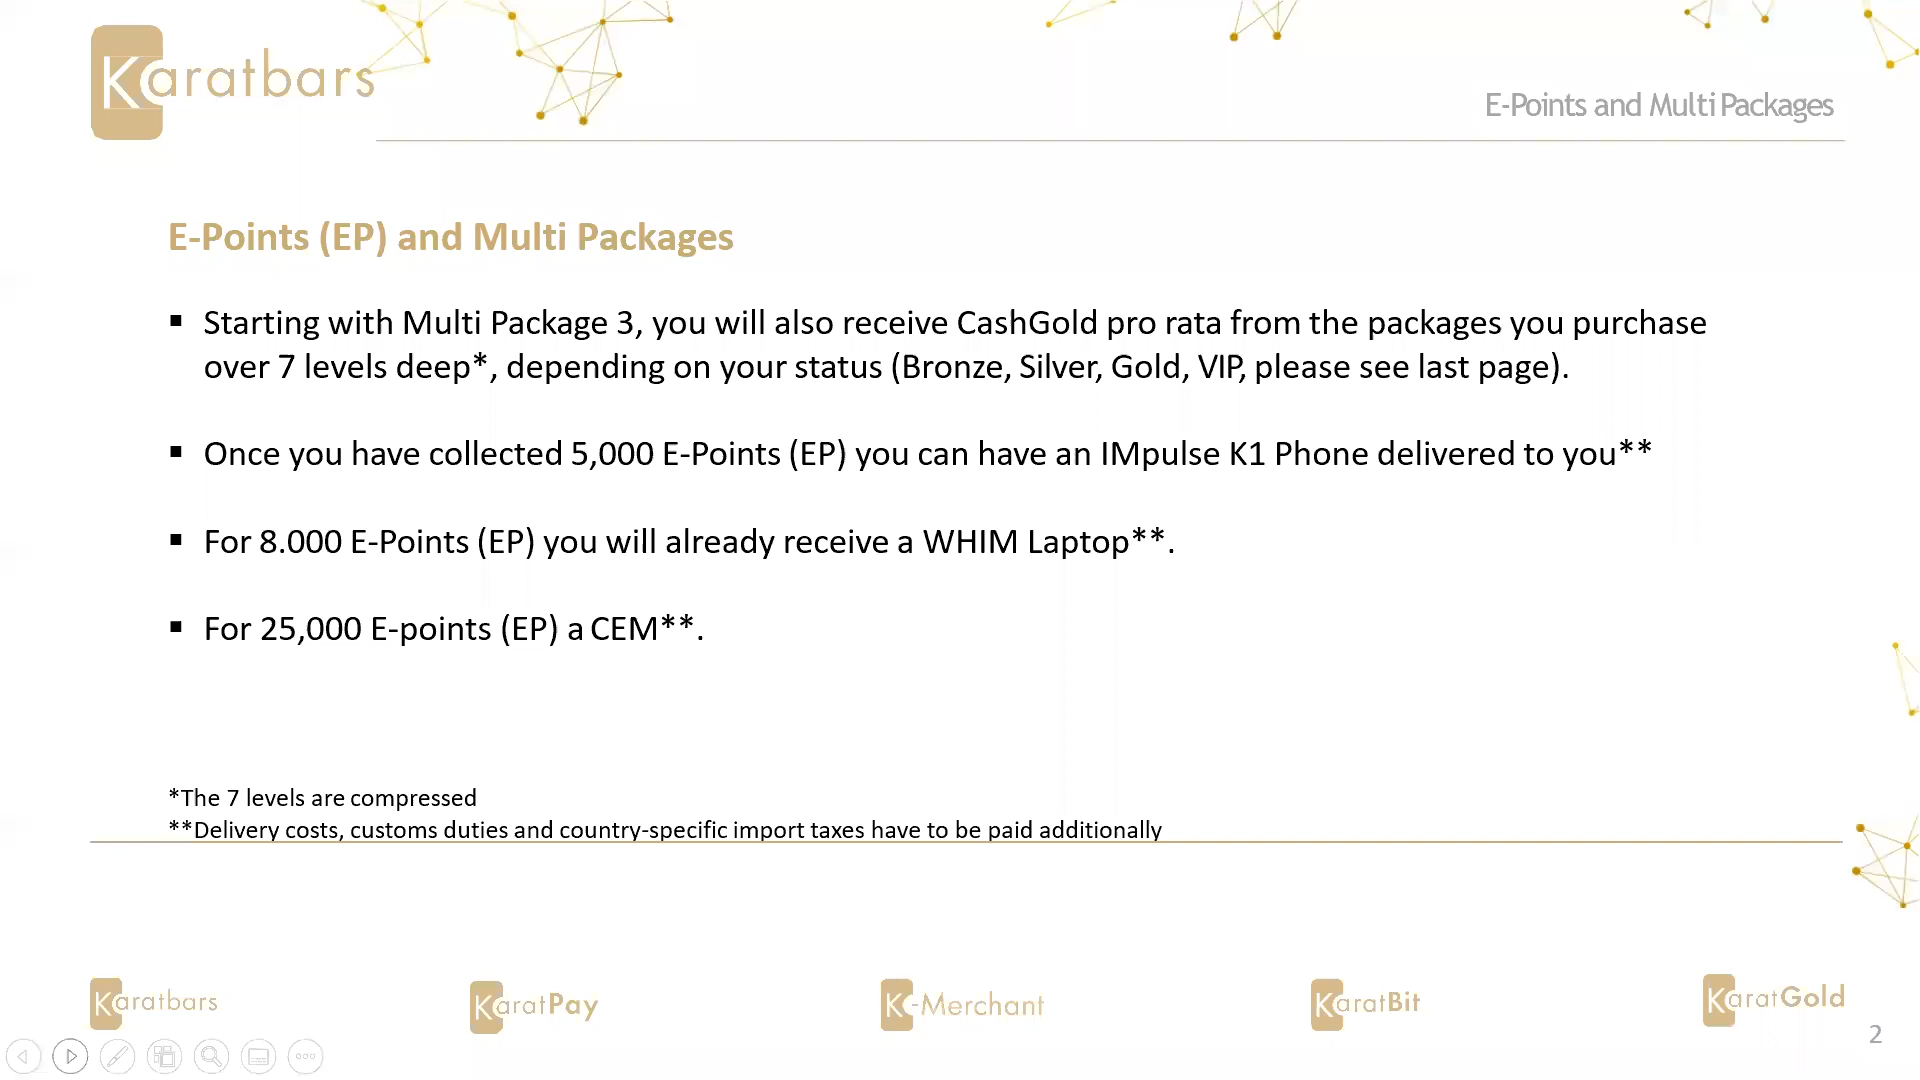 Karatbars
E-Points and Multi Packages
E-Points (EP) and Multi Packages
▪ Starting with Multi Package 3, you will also receive CashGold pro rata from the packages you purchase
over 7 levels deep*, depending on your status (Bronze, Silver, Gold, VIP, please see last page).
▪ Once you have collected 5,000 E-Points (EP) you can have an IMpulse K1 Phone delivered to you**
▪ For 8.000 E-Points (EP) you will already receive a WHIM Laptop**.
▪ For 25,000 E-points (EP) a CEM**.
*The 7 levels are compressed
**Delivery costs, customs duties and country-specific import taxes have to be paid additionally
Karatbars
KaratPay
K-Merchant
KaratBit
KaratGold
2